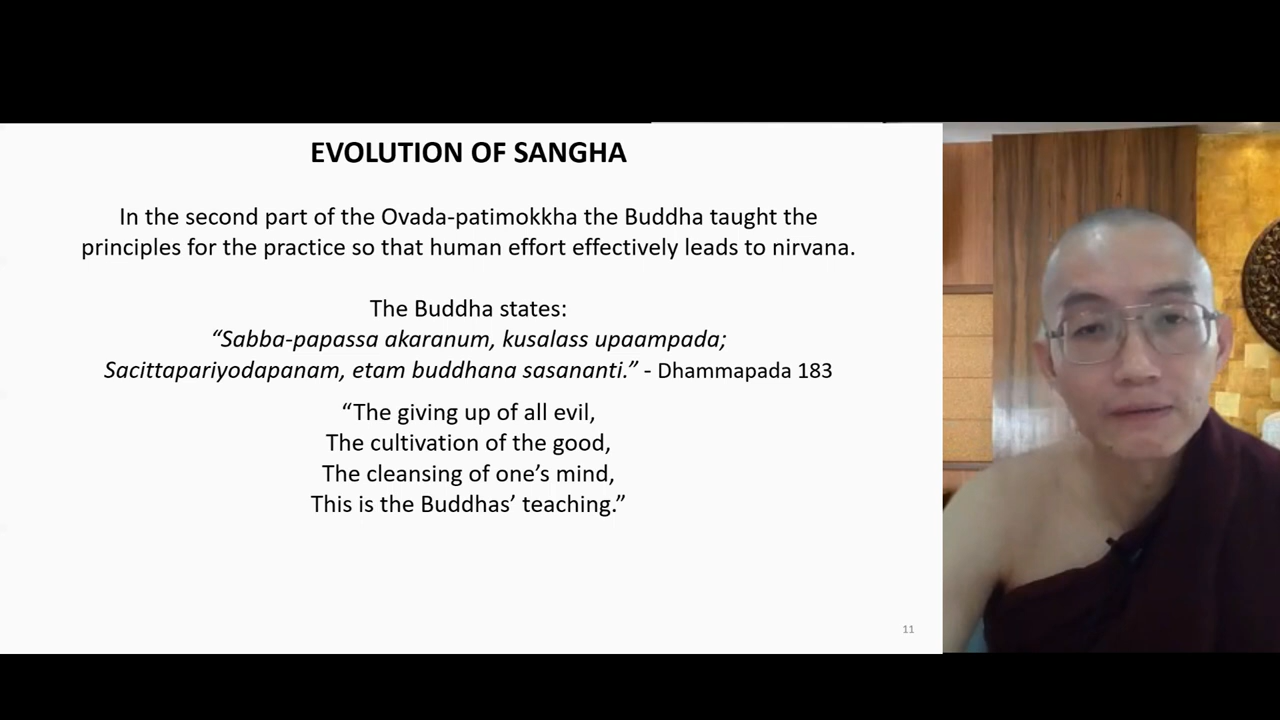 EVOLUTION OF SANGHA
In the second part of the Ovada-patimokkha the Buddha taught the
principles for the practice so that human effort effectively leads to nirvana.
The Buddha states:
“Sabba-papassa akaranum, kusalass upaampada;
Sacittapariyodapanam, etam buddhana sasananti.” - Dhammapada 183
“The giving up of all evil,
The cultivation of the good,
The cleansing of one’s mind,
This is the Buddhas’ teaching.”
11